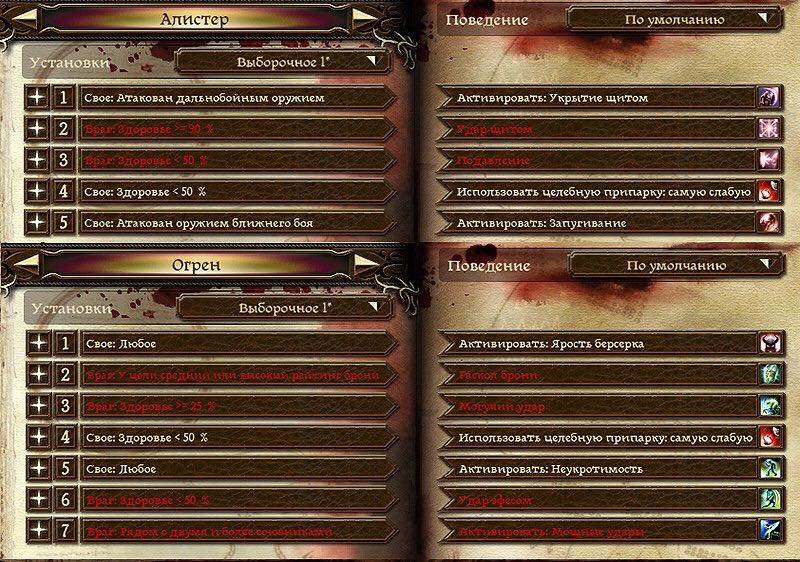 Алистер
Поведение По умолчанию
Установки Выборочное 1*
1 Свое: Атакован дальнобойным оружием Активировать: Укрытие щитом
2 Враг: Здоровье >= 90 % Удар щитом
3 Враг: Здоровье < 50 % Подавление
4 Свое: Здоровье < 50 % Использовать целебную припарку: самую слабую
5 Свое: Атакован оружием ближнего боя Активировать: Запугивание
Огрен
Поведение По умолчанию
Установки Выборочное 1*
1 Свое: Любое Активировать: Ярость берсерка
2 Враг: У цели средний или высокий рейтинг брони Раскол брони
3 Враг: Здоровье >= 25 % Могучий удар
4 Свое: Здоровье < 50 % Использовать целебную припарку: самую слабую
5 Свое: Любое Активировать: Неукротимость
6 Враг: Здоровье < 50 % Удар эфесом
7 Враг: Рядом с двумя и более союзниками Активировать: Мощные удары